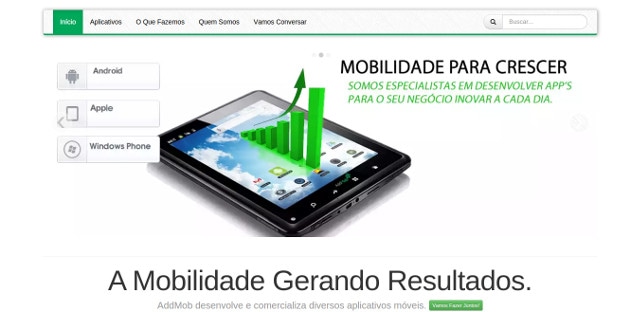 Início Aplicativos O Que Fazemos Quem Somos Vamos Conversar Buscar...
MOBILIDADE PARA CRESCER
SOMOS ESPECIALISTAS EM DESENVOLVER APP'S
PARA O SEU NEGÓCIO INOVAR A CADA DIA.
Android
Apple
Windows Phone
A Mobilidade Gerando Resultados.
AddMob desenvolve e comercializa diversos aplicativos móveis. Vamos Fazer Juntos!